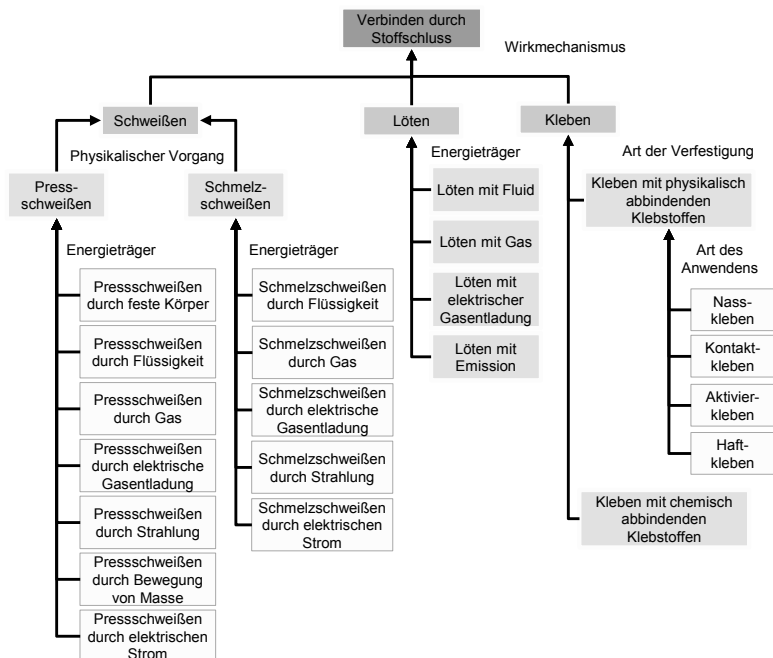 Verbinden durch
Stoffschluss
Wirkmechanismus
Schweißen
Löten
Kleben
Physikalischer Vorgang
Energieträger
Art der Verfestigung
Press-
schweißen
Schmelz-
schweißen
Energieträger
Energieträger
Pressschweißen
durch feste Körper
Pressschweißen
durch Flüssigkeit
Pressschweißen
durch Gas
Pressschweißen
durch elektrische
Gasentladung
Pressschweißen
durch Strahlung
Pressschweißen
durch Bewegung
von Masse
Pressschweißen
durch elektrischen
Strom
Schmelzschweißen
durch Flüssigkeit
Schmelzschweißen
durch Gas
Schmelzschweißen
durch elektrische
Gasentladung
Schmelzschweißen
durch Strahlung
Schmelzschweißen
durch elektrischen
Strom
Löten mit Fluid
Löten mit Gas
Löten mit
elektrischer
Gasentladung
Löten mit
Emission
Kleben mit physikalisch
abbindenden
Klebstoffen
Art des
Anwendens
Nass-
kleben
Kontakt-
kleben
Aktivier-
kleben
Haft-
kleben
Kleben mit chemisch
abbindenden
Klebstoffen